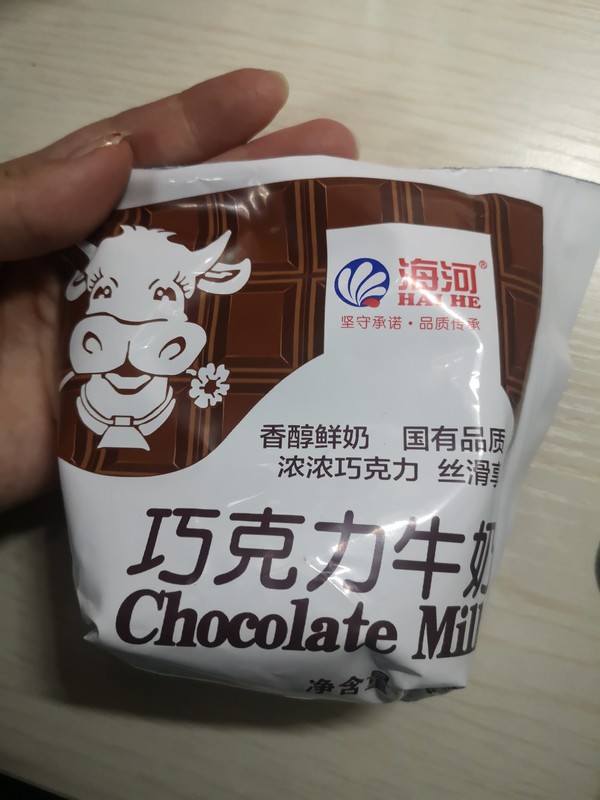 海河®
HAI HE
坚守承诺·品质传承
香醇鲜奶 国有品质
浓浓巧克力 丝滑享
巧克力牛奶
Chocolate Mil
净含量